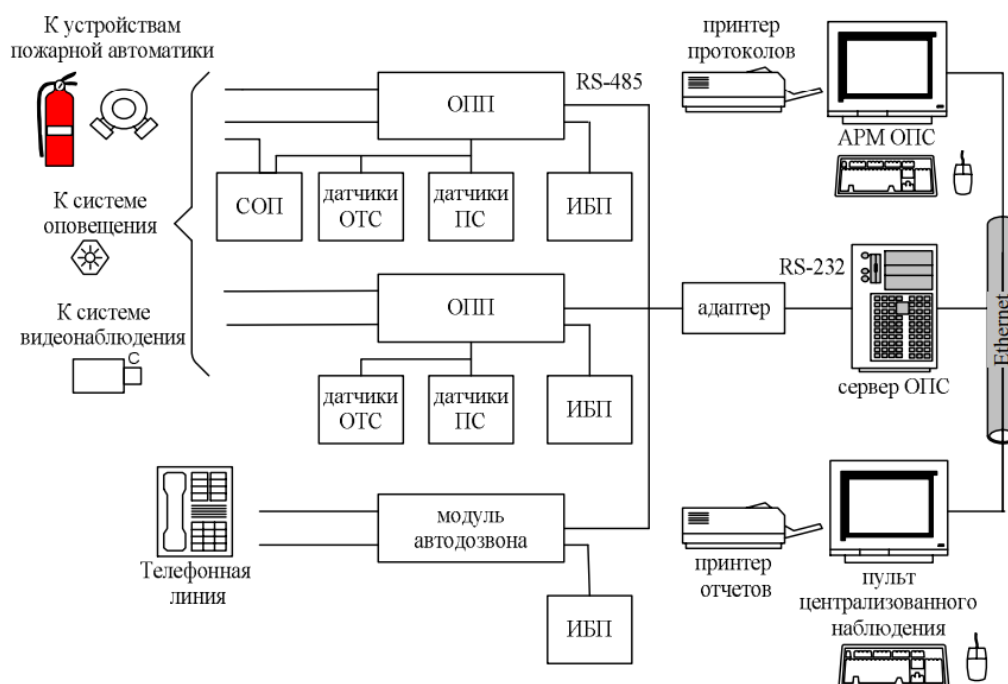 К устройствам
пожарной автоматики
К системе
оповещения
К системе
видеонаблюдения
C
ОПП
RS-485
СОП
датчики
ОТС
датчики
ПС
ИБП
ОПП
датчики
ОТС
датчики
ПС
ИБП
Телефонная
линия
модуль
автодозвона
ИБП
принтер
протоколов
АРМ ОПС
RS-232
адаптер
сервер ОПС
Ethernet
принтер
отчетов
пульт
централизованного
наблюдения